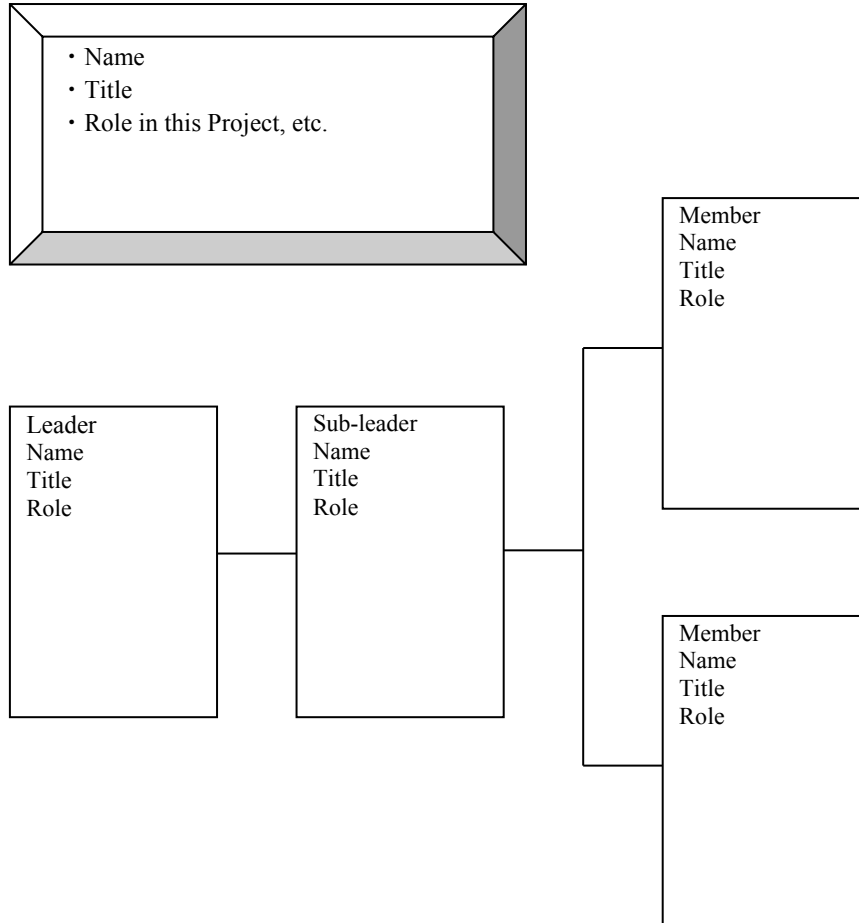 ・Name
・Title
・Role in this Project, etc.
Leader
Name
Title
Role
Sub-leader
Name
Title
Role
Member
Name
Title
Role
Member
Name
Title
Role